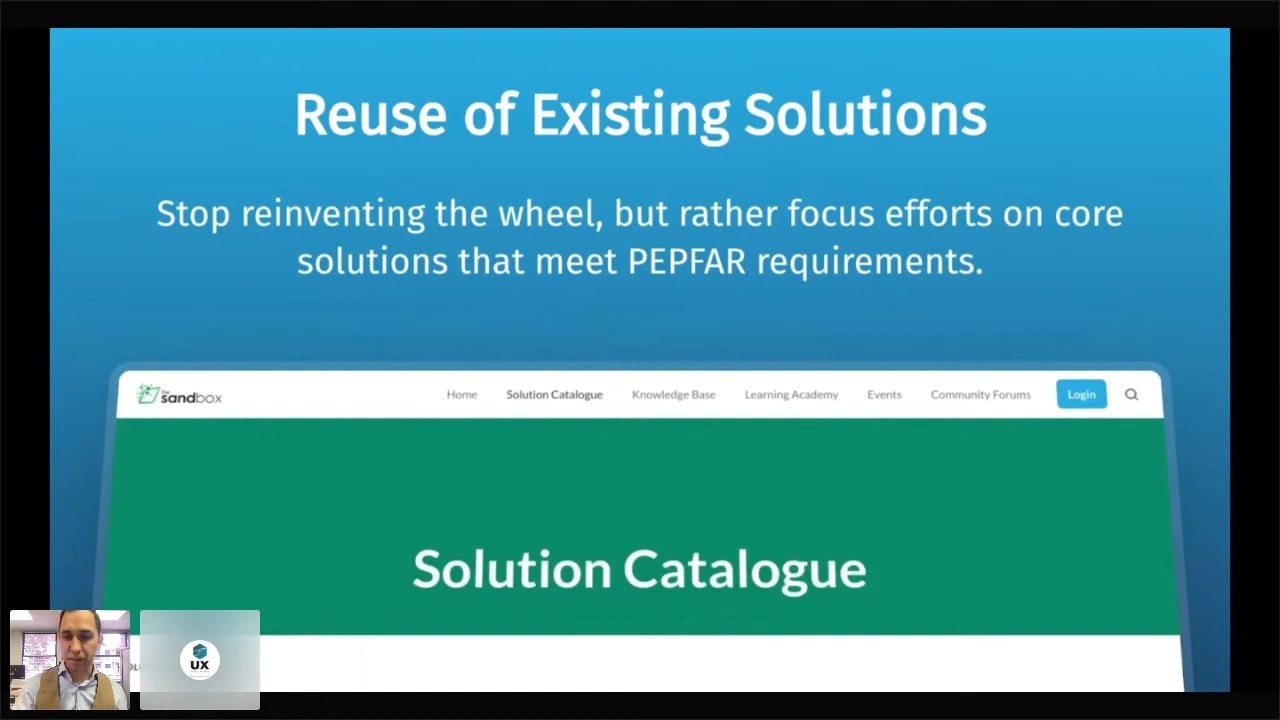 Reuse of Existing Solutions
Stop reinventing the wheel, but rather focus efforts on core
solutions that meet PEPFAR requirements.
the
sandbox
Home Solution Catalogue Knowledge Base Learning Academy Events Community Forums Login
Solution Catalogue
UX